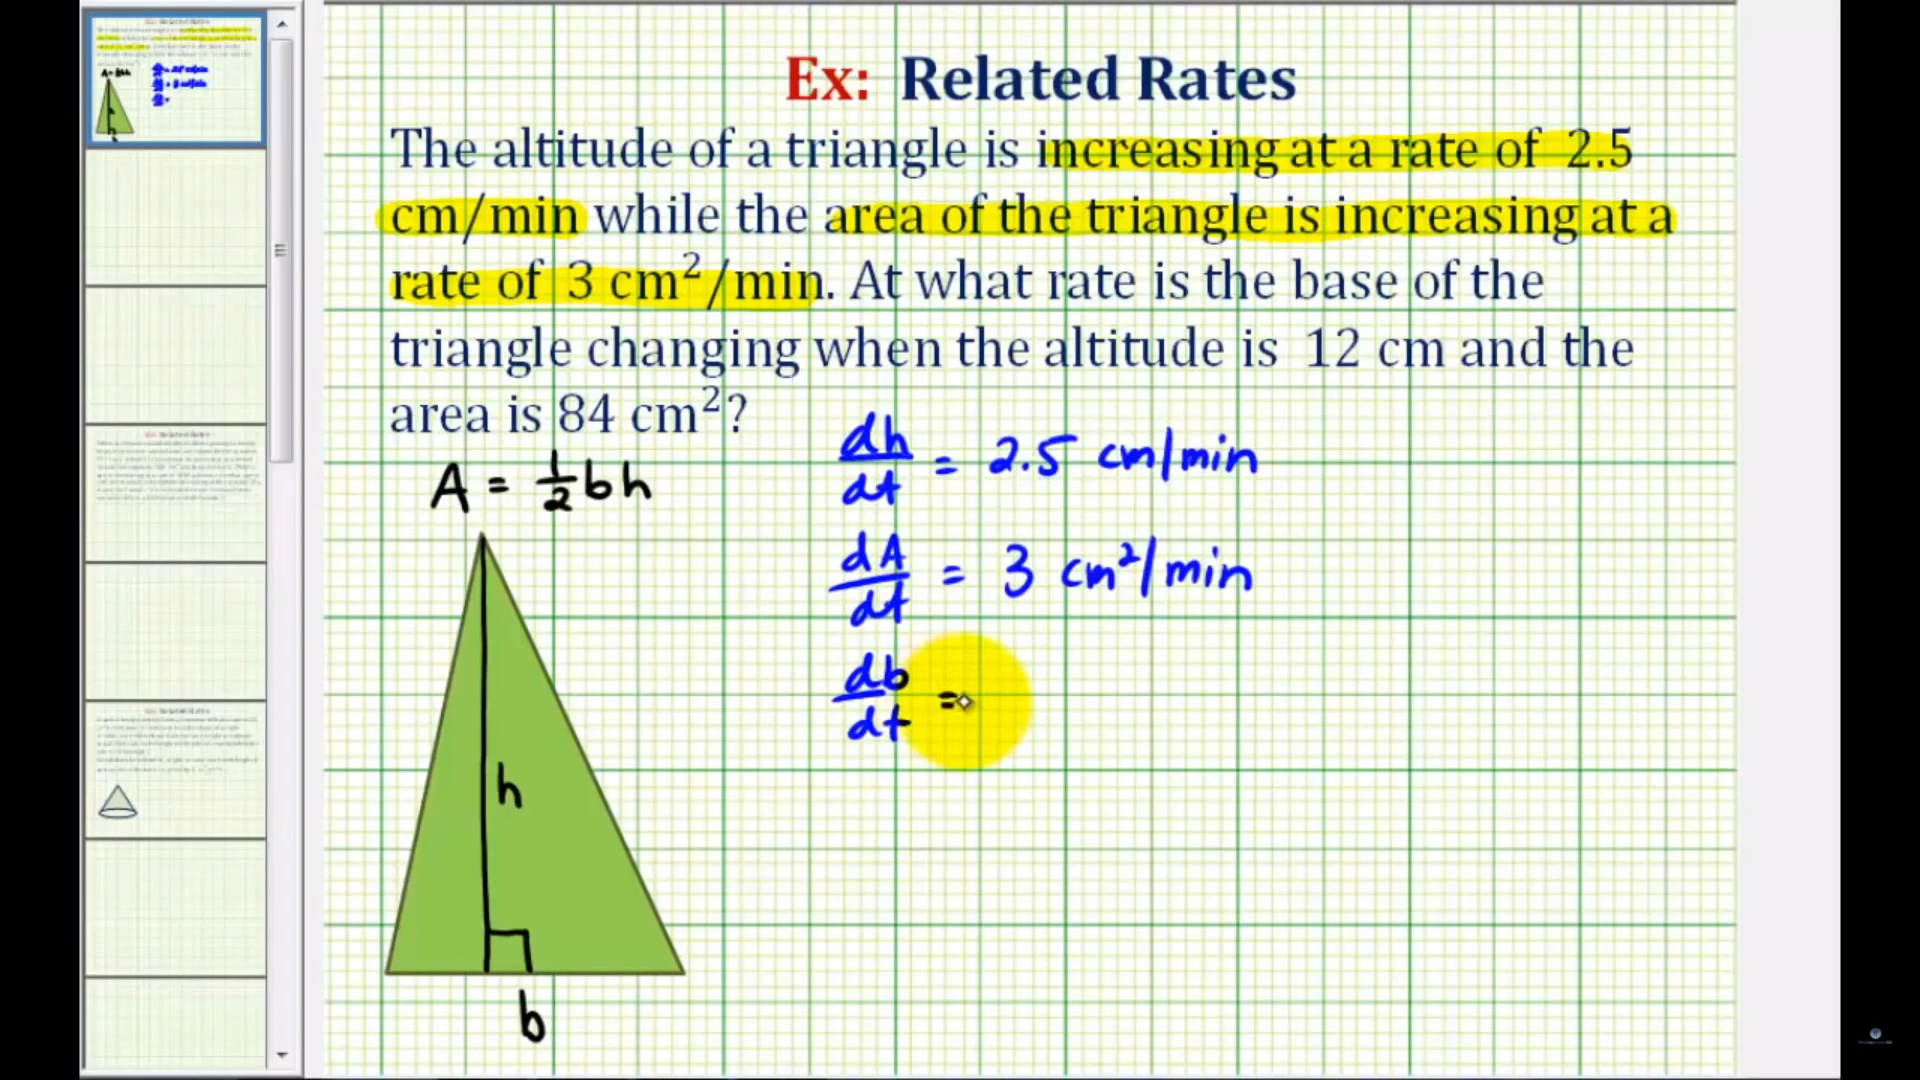 Ex: Related Rates
The altitude of a triangle is increasing at a rate of 2.5
cm/min while the area of the triangle is increasing at a
rate of 3 cm²/min. At what rate is the base of the
triangle changing when the altitude is 12 cm and the
area is 84 cm²?
A = 1/2 bh
dh/dt = 2.5 cm/min
dA/dt = 3 cm²/min
db/dt =
h
b